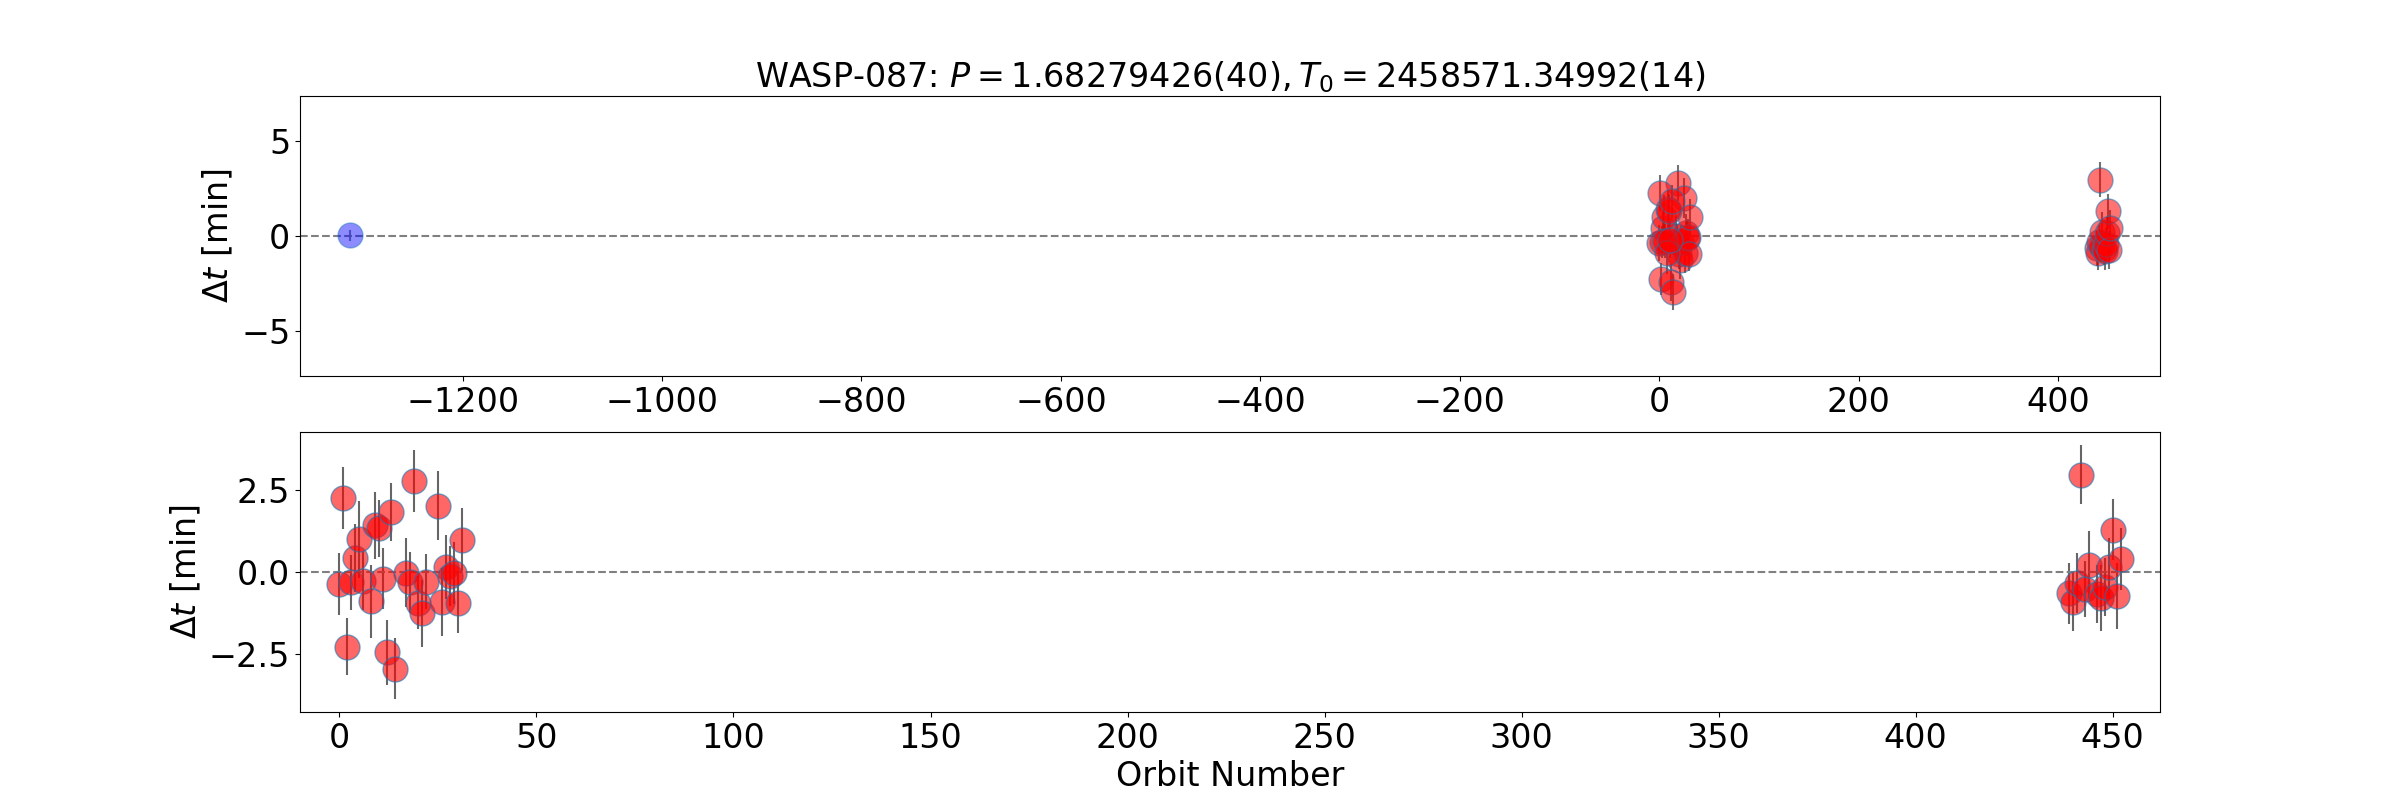 WASP-087: P = 1.68279426(40), T₀ = 2458571.34992(14)
Δt [min]
5
0
−5
−1200 −1000 −800 −600 −400 −200 0 200 400
Δt [min]
2.5
0.0
−2.5
0 50 100 150 200 250 300 350 400 450
Orbit Number